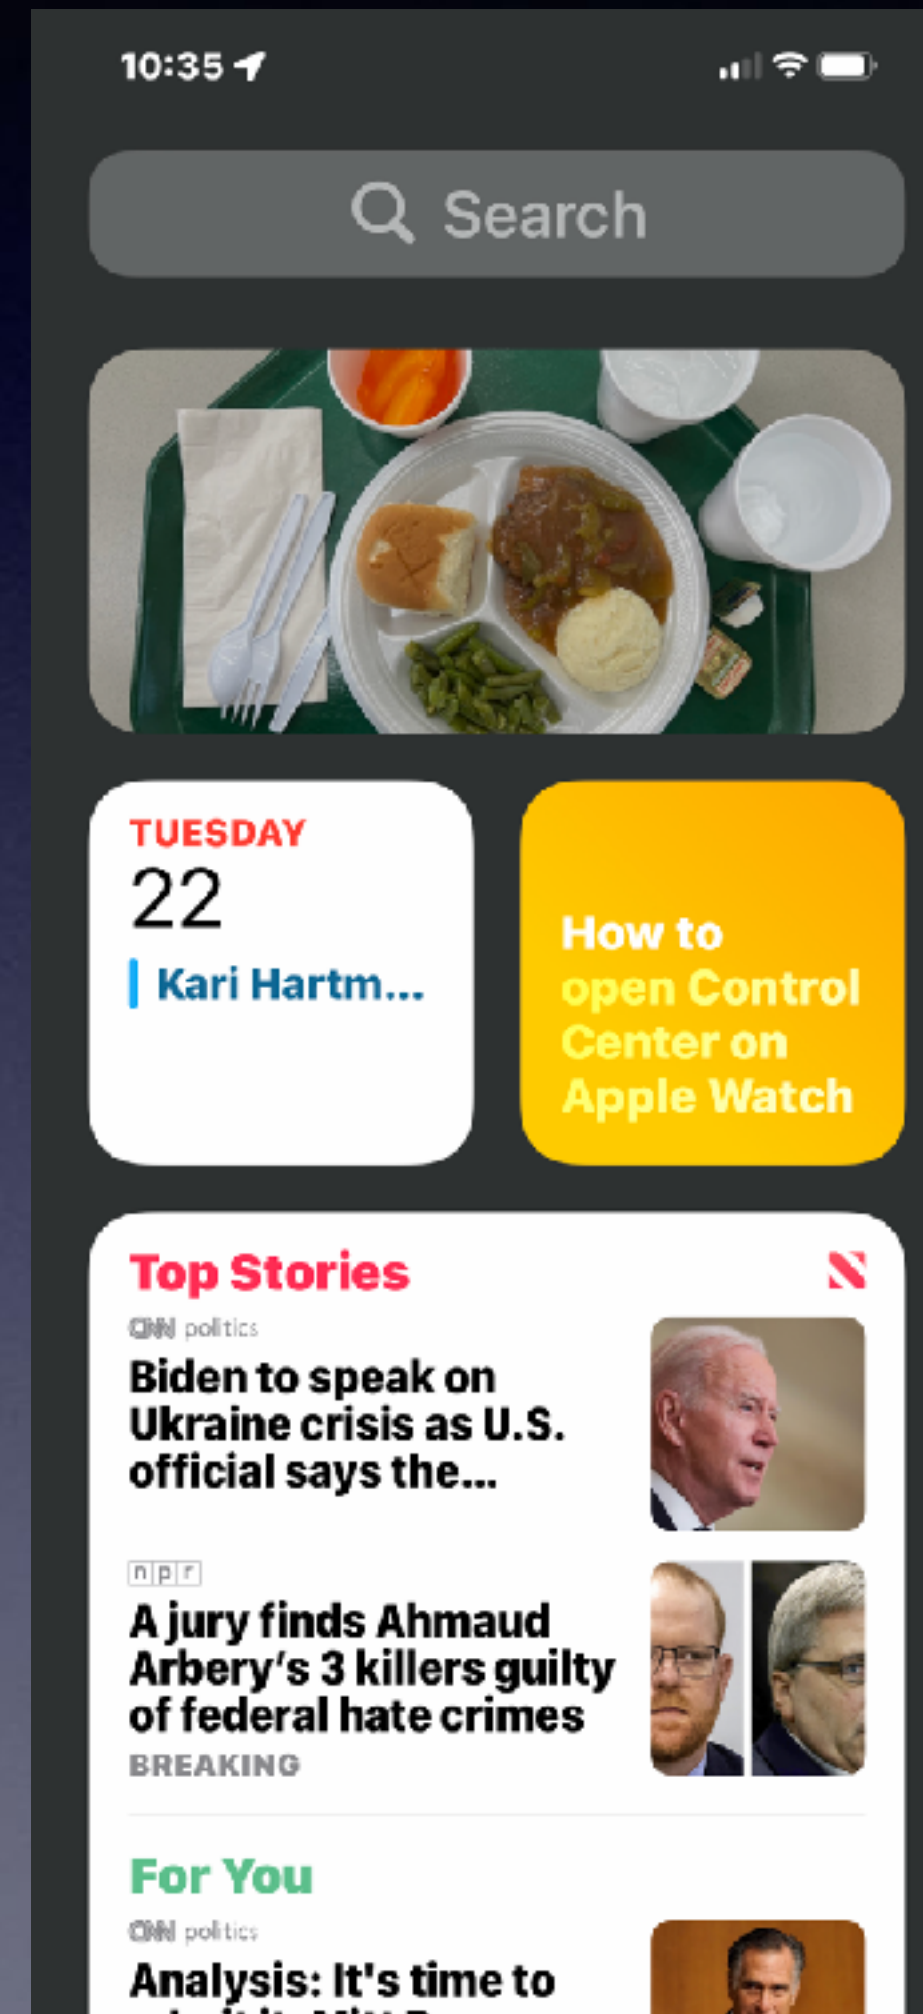 10:35
Search
TUESDAY
22
Kari Hartm...
How to
open Control
Center on
Apple Watch
Top Stories
CNN politics
Biden to speak on
Ukraine crisis as U.S.
official says the...
npr
A jury finds Ahmaud
Arbery's 3 killers guilty
of federal hate crimes
BREAKING
For You
CNN politics
Analysis: It's time to